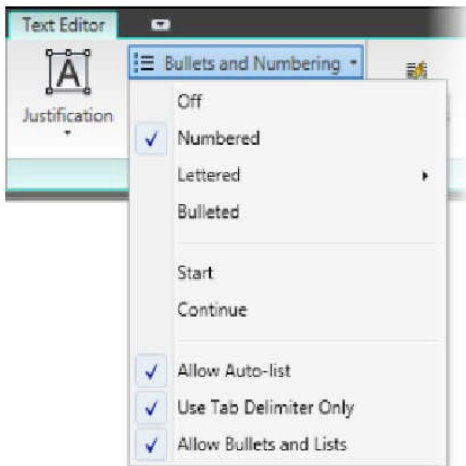 Text Editor
Bullets and Numbering
Justification
Off
Numbered
Lettered
Bulleted
Start
Continue
Allow Auto-list
Use Tab Delimiter Only
Allow Bullets and Lists